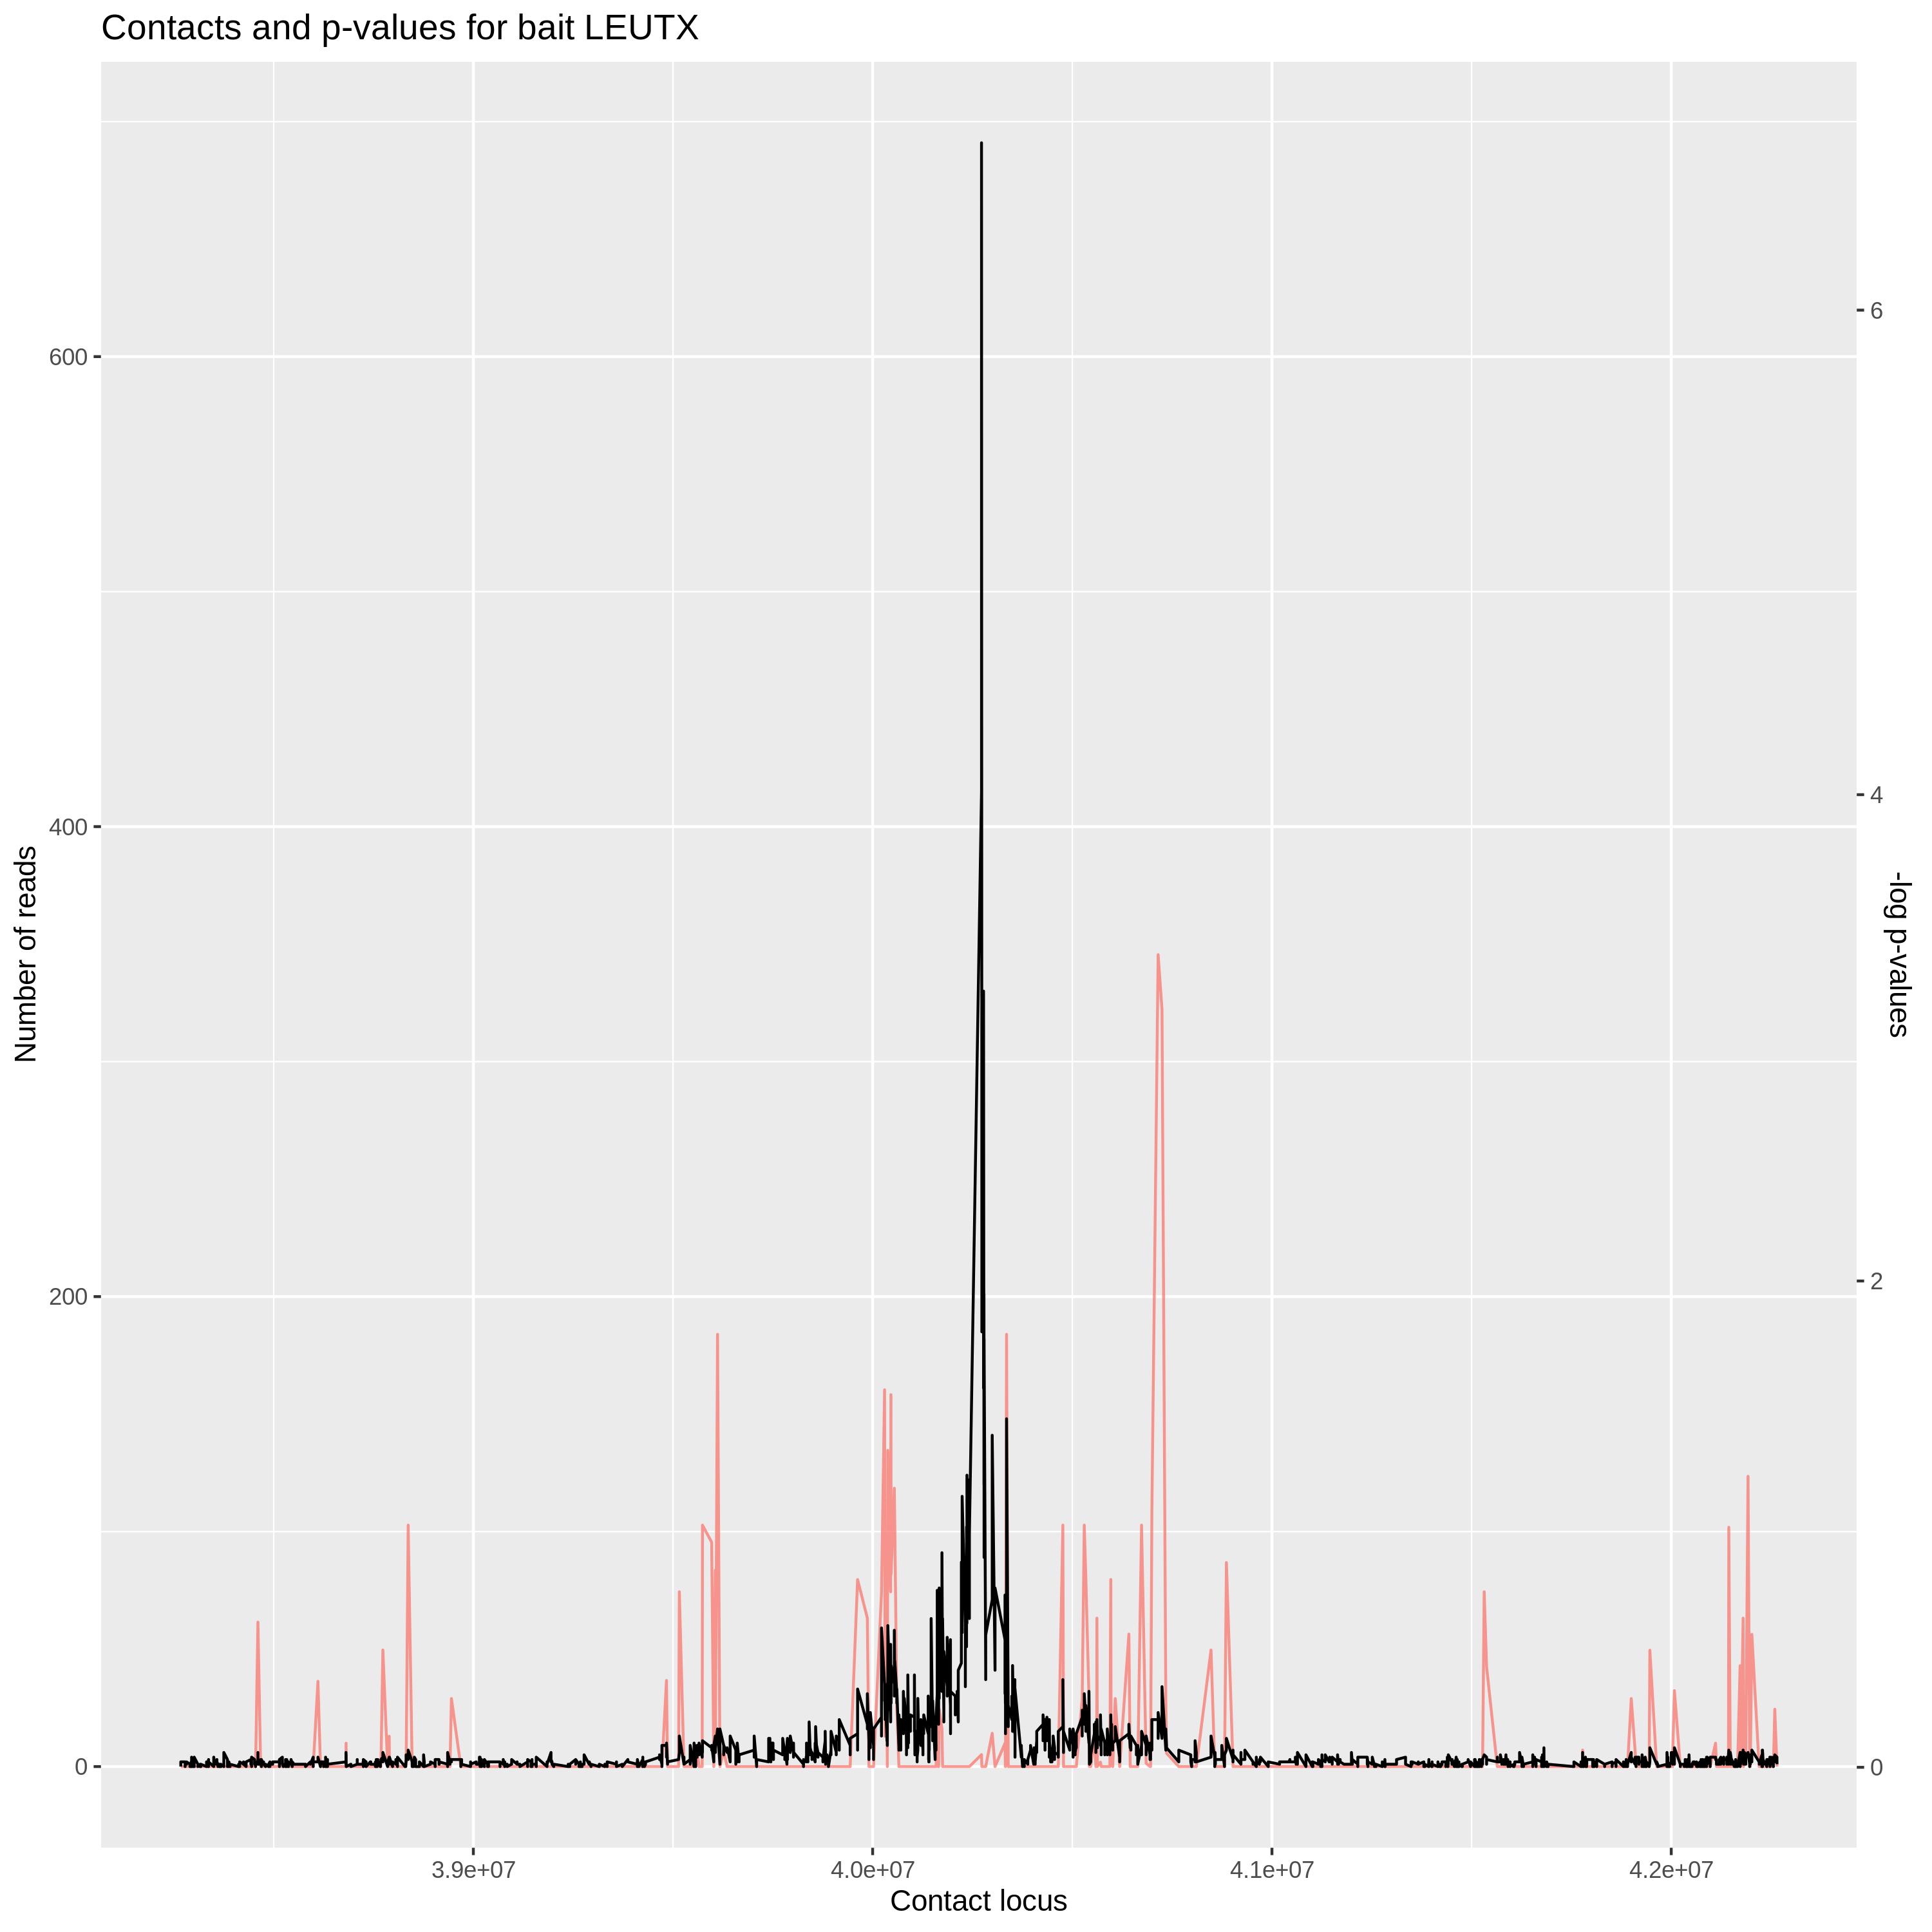 Contacts and p-values for bait LEUTX
600
400
200
0
Number of reads
6
4
2
0
-log p-values
3.9e+07
4.0e+07
4.1e+07
4.2e+07
Contact locus